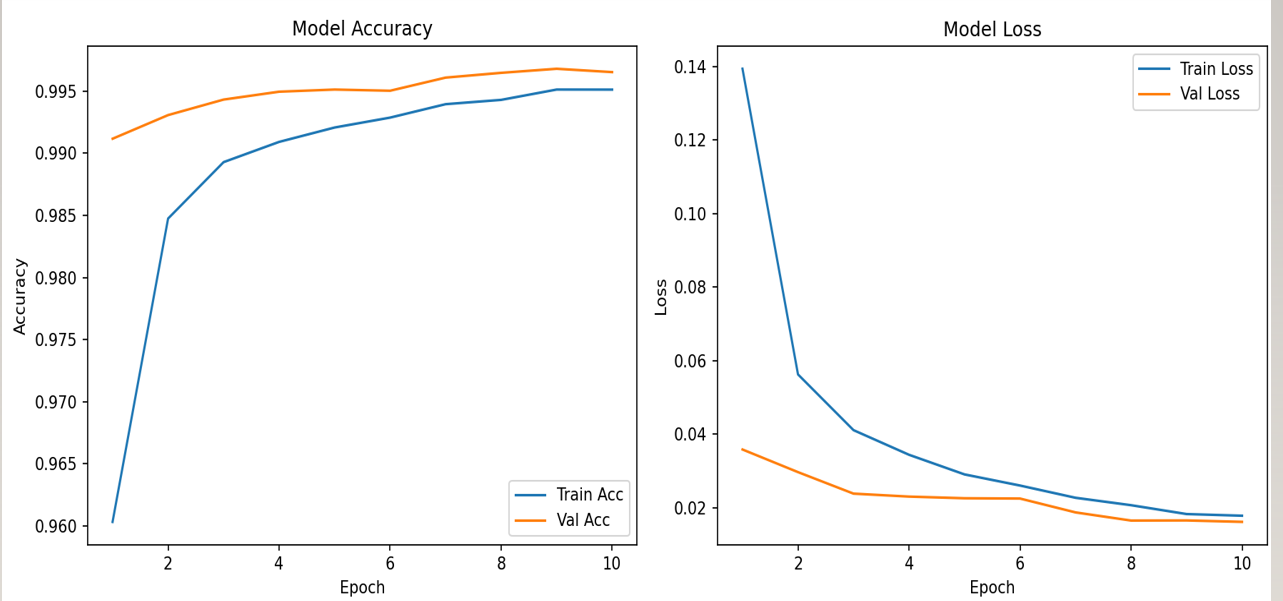 Model Accuracy
Accuracy
0.995
0.990
0.985
0.980
0.975
0.970
0.965
0.960
Train Acc
Val Acc
2 4 6 8 10
Epoch
Model Loss
Loss
0.14
0.12
0.10
0.08
0.06
0.04
0.02
Train Loss
Val Loss
2 4 6 8 10
Epoch